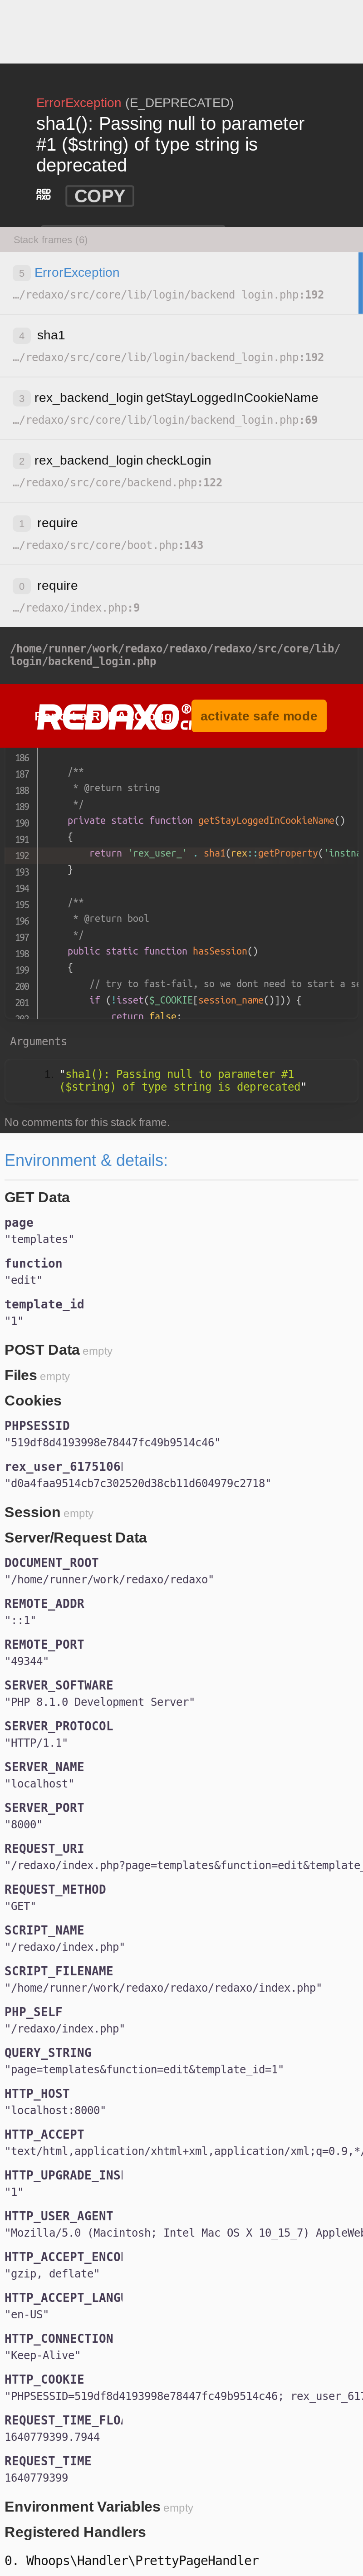 ErrorException (E_DEPRECATED)
sha1(): Passing null to parameter
#1 ($string) of type string is
deprecated
RED
AXO
COPY
Stack frames (6)
5 ErrorException
…/redaxo/src/core/lib/login/backend_login.php:192
4 sha1
…/redaxo/src/core/lib/login/backend_login.php:192
3 rex_backend_login getStayLoggedInCookieName
…/redaxo/src/core/lib/login/backend_login.php:69
2 rex_backend_login checkLogin
…/redaxo/src/core/backend.php:122
1 require
…/redaxo/src/core/boot.php:143
0 require
…/redaxo/index.php:9
/home/runner/work/redaxo/redaxo/redaxo/src/core/lib/
login/backend_login.php
REDAXO®
activate safe mode
186
187 /**
188 * @return string
189 */
190 private static function getStayLoggedInCookieName()
191 {
192 return 'rex_user_' . sha1(rex::getProperty('instna
193 }
194
195 /**
196 * @return bool
197 */
198 public static function hasSession()
199 {
200 // try to fast-fail, so we dont need to start a se
201 if (!isset($_COOKIE[session_name()])) {
202 return false;
Arguments
1. "sha1(): Passing null to parameter #1
($string) of type string is deprecated"
No comments for this stack frame.
Environment & details:
GET Data
page
"templates"
function
"edit"
template_id
"1"
POST Data empty
Files empty
Cookies
PHPSESSID
"519df8d4193998e78447fc49b9514c46"
rex_user_6175106
"d0a4faa9514cb7c302520d38cb11d604979c2718"
Session empty
Server/Request Data
DOCUMENT_ROOT
"/home/runner/work/redaxo/redaxo"
REMOTE_ADDR
"::1"
REMOTE_PORT
"49344"
SERVER_SOFTWARE
"PHP 8.1.0 Development Server"
SERVER_PROTOCOL
"HTTP/1.1"
SERVER_NAME
"localhost"
SERVER_PORT
"8000"
REQUEST_URI
"/redaxo/index.php?page=templates&function=edit&template_
REQUEST_METHOD
"GET"
SCRIPT_NAME
"/redaxo/index.php"
SCRIPT_FILENAME
"/home/runner/work/redaxo/redaxo/redaxo/index.php"
PHP_SELF
"/redaxo/index.php"
QUERY_STRING
"page=templates&function=edit&template_id=1"
HTTP_HOST
"localhost:8000"
HTTP_ACCEPT
"text/html,application/xhtml+xml,application/xml;q=0.9,*/
HTTP_UPGRADE_INS
"1"
HTTP_USER_AGENT
"Mozilla/5.0 (Macintosh; Intel Mac OS X 10_15_7) AppleWeb
HTTP_ACCEPT_ENCO
"gzip, deflate"
HTTP_ACCEPT_LANG
"en-US"
HTTP_CONNECTION
"Keep-Alive"
HTTP_COOKIE
"PHPSESSID=519df8d4193998e78447fc49b9514c46; rex_user_617
REQUEST_TIME_FLO
1640779399.7944
REQUEST_TIME
1640779399
Environment Variables empty
Registered Handlers
0. Whoops\Handler\PrettyPageHandler